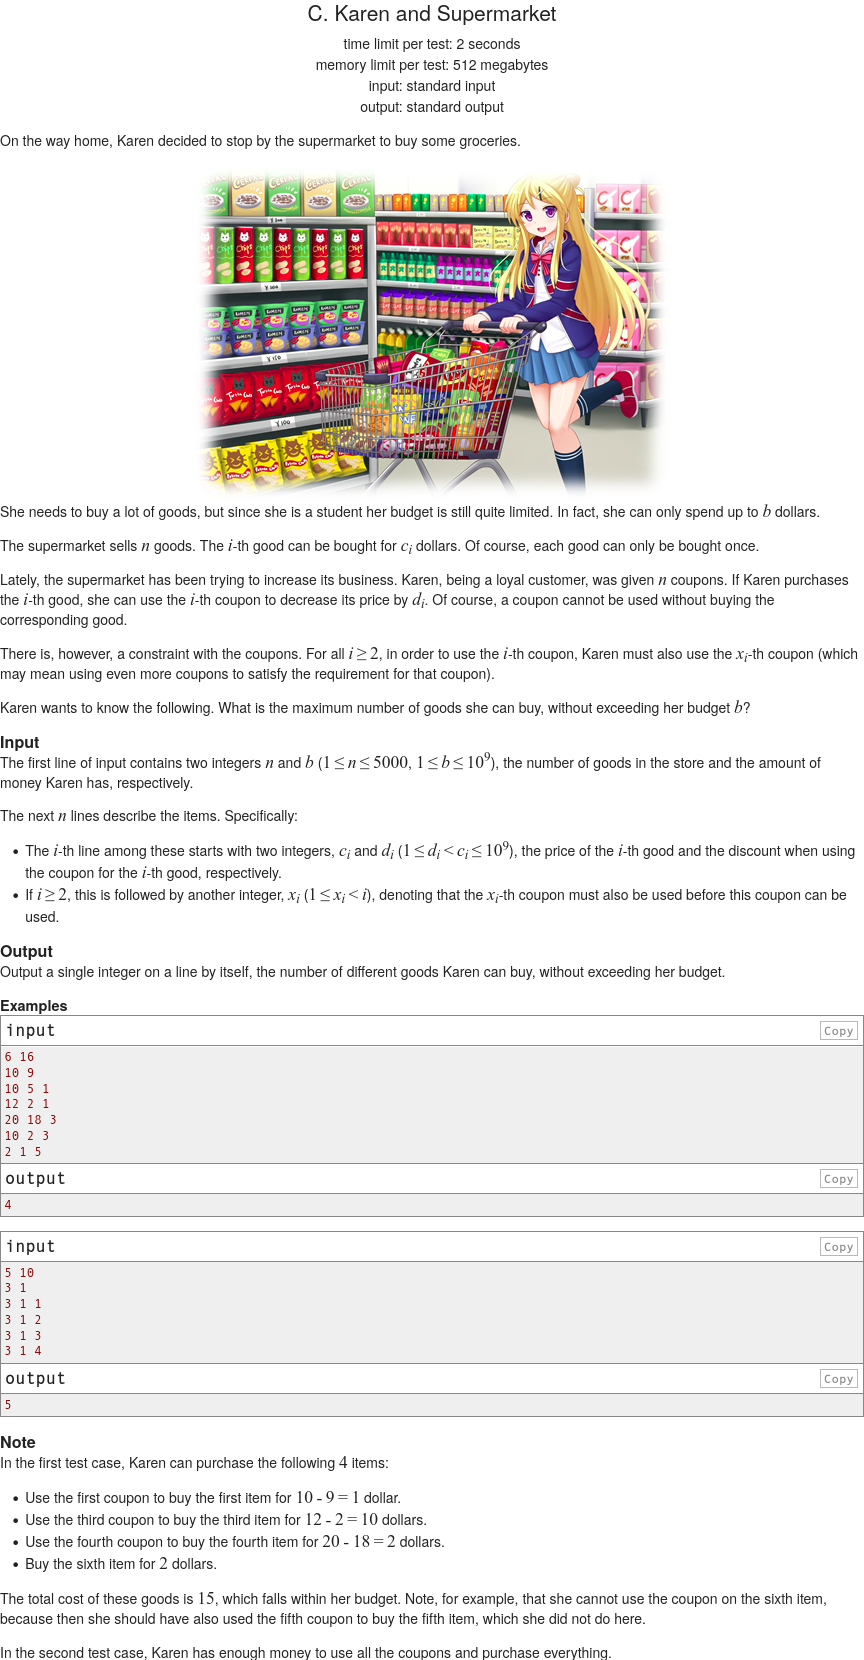 C. Karen and Supermarket
time limit per test: 2 seconds
memory limit per test: 512 megabytes
input: standard input
output: standard output
On the way home, Karen decided to stop by the supermarket to buy some groceries.
She needs to buy a lot of goods, but since she is a student her budget is still quite limited. In fact, she can only spend up to b dollars.
The supermarket sells n goods. The i-th good can be bought for c_i dollars. Of course, each good can only be bought once.
Lately, the supermarket has been trying to increase its business. Karen, being a loyal customer, was given n coupons. If Karen purchases
the i-th good, she can use the i-th coupon to decrease its price by d_i. Of course, a coupon cannot be used without buying the
corresponding good.
There is, however, a constraint with the coupons. For all i ≥ 2, in order to use the i-th coupon, Karen must also use the x_i-th coupon (which
may mean using even more coupons to satisfy the requirement for that coupon).
Karen wants to know the following. What is the maximum number of goods she can buy, without exceeding her budget b?
Input
The first line of input contains two integers n and b (1 ≤ n ≤ 5000, 1 ≤ b ≤ 10^9), the number of goods in the store and the amount of
money Karen has, respectively.
The next n lines describe the items. Specifically:
• The i-th line among these starts with two integers, c_i and d_i (1 ≤ d_i < c_i ≤ 10^9), the price of the i-th good and the discount when using
the coupon for the i-th good, respectively.
• If i ≥ 2, this is followed by another integer, x_i (1 ≤ x_i < i), denoting that the x_i-th coupon must also be used before this coupon can be
used.
Output
Output a single integer on a line by itself, the number of different goods Karen can buy, without exceeding her budget.
Examples
input
Copy
6 16
10 9
10 5 1
12 2 1
20 18 3
10 2 3
2 1 5
output
Copy
4
input
Copy
5 10
3 1
3 1 1
3 1 2
3 1 3
3 1 4
output
Copy
5
Note
In the first test case, Karen can purchase the following 4 items:
• Use the first coupon to buy the first item for 10 - 9 = 1 dollar.
• Use the third coupon to buy the third item for 12 - 2 = 10 dollars.
• Use the fourth coupon to buy the fourth item for 20 - 18 = 2 dollars.
• Buy the sixth item for 2 dollars.
The total cost of these goods is 15, which falls within her budget. Note, for example, that she cannot use the coupon on the sixth item,
because then she should have also used the fifth coupon to buy the fifth item, which she did not do here.
In the second test case, Karen has enough money to use all the coupons and purchase everything.